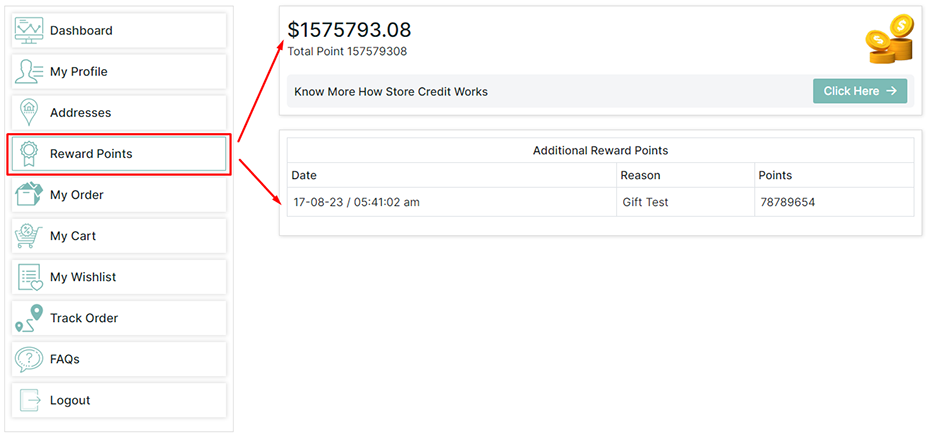 Dashboard
My Profile
Addresses
Reward Points
My Order
My Cart
My Wishlist
Track Order
FAQs
Logout
$1575793.08
Total Point 157579308
Know More How Store Credit Works
Click Here →
Additional Reward Points
Date Reason Points
17-08-23 / 05:41:02 am Gift Test 78789654